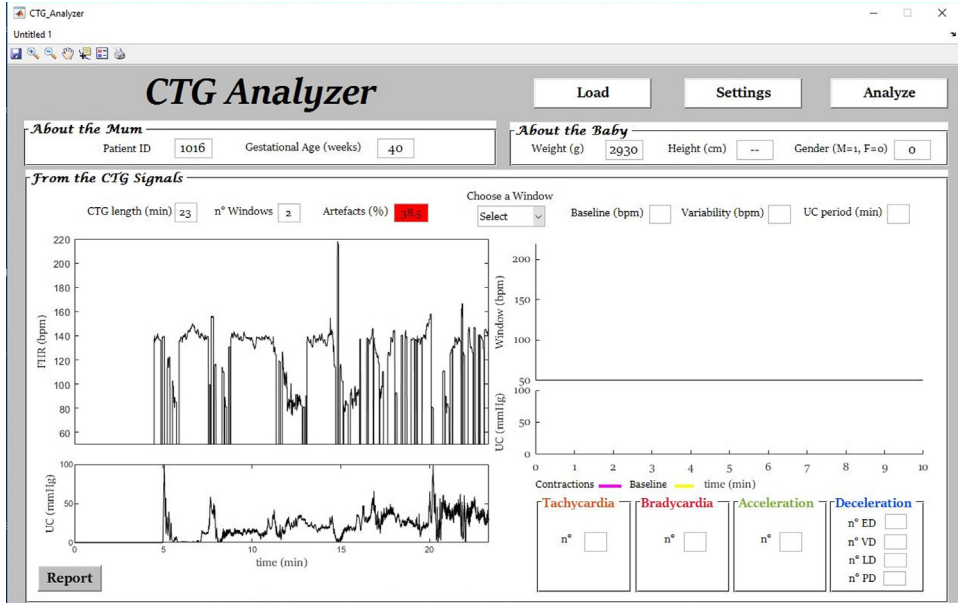 CTG_Analyzer
Untitled 1
CTG Analyzer
Load
Settings
Analyze
About the Mum
Patient ID 1016 Gestational Age (weeks) 40
About the Baby
Weight (g) 2930 Height (cm) -- Gender (M=1, F=0) 0
From the CTG Signals
CTG length (min) 23 n° Windows 2 Artefacts (%) 38.5
Choose a Window
Select
Baseline (bpm) Variability (bpm) UC period (min)
FHR (bpm)
220
200
180
160
140
120
100
80
60
UC (mmHg)
100
50
0
0 5 10 15 20
time (min)
Window (bpm)
200
150
100
50
UC (mmHg)
100
50
0
0 1 2 3 4 5 6 7 8 9 10
Contractions Baseline time (min)
Tachycardia
n°
Bradycardia
n°
Acceleration
n°
Deceleration
n° ED
n° VD
n° LD
n° PD
Report